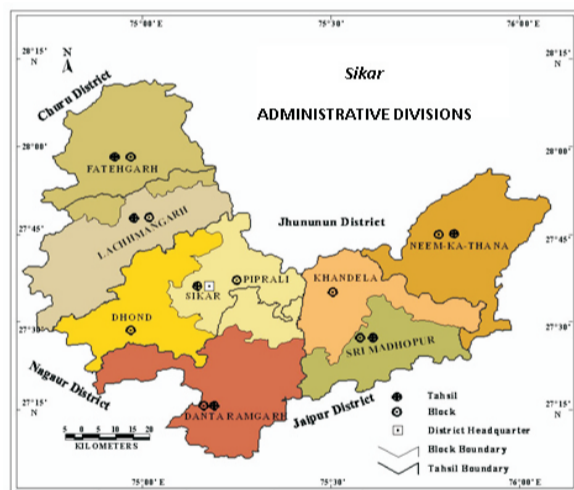 75°00' E 75°30' E 76°00' E
28°15' N
28°15' N
N
Sikar
ADMINISTRATIVE DIVISIONS
Churu District
28°00' N
28°00' N
FATEHGARH
LACHHMANGARH
Jhununun District
27°45' N
27°45' N
NEEM-KA-THANA
PIPRALI
KHANDELA
SIKAR
DHOND
27°30' N
27°30' N
SRI MADHOPUR
Nagaur District
Jaipur District
27°15' N
27°15' N
DANTA RAMGARH
Tahsil
Block
District Headquarter
Block Boundary
Tahsil Boundary
5 0 5 10 15 20
KILOMETERS
75°00' E 75°30' E 76°00' E